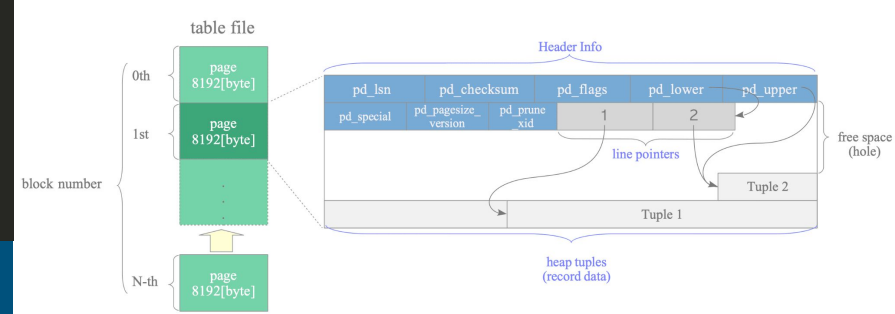 table file
block number
0th
page
8192[byte]
1st
page
8192[byte]
.
.
.
N-th
page
8192[byte]
Header Info
pd_lsn pd_checksum pd_flags pd_lower pd_upper
pd_special pd_pagesize_
version pd_prune
_xid 1 2
line pointers
free space
(hole)
Tuple 2
Tuple 1
heap tuples
(record data)